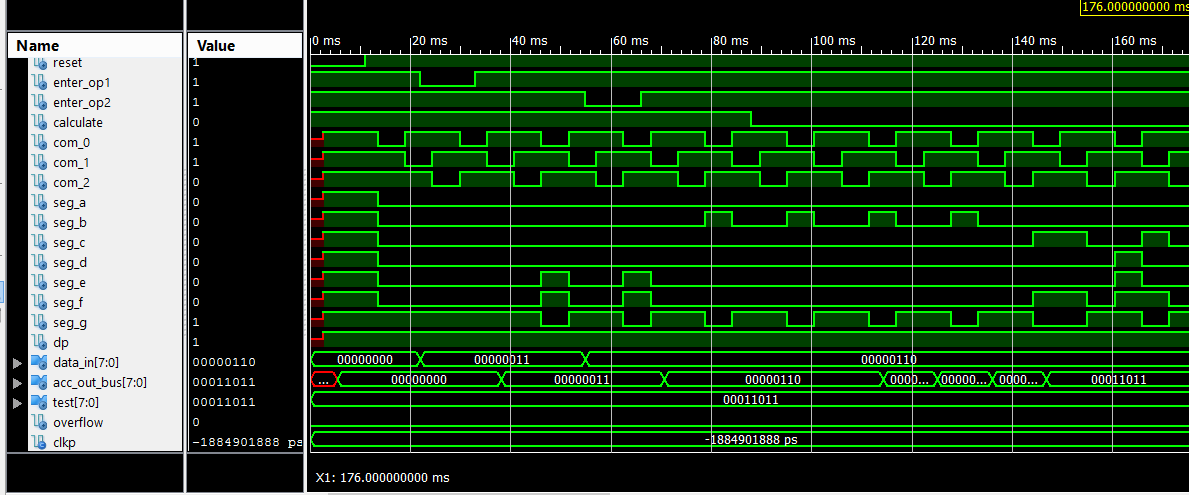 176.000000000 ms
Name Value
0 ms 20 ms 40 ms 60 ms 80 ms 100 ms 120 ms 140 ms 160 ms
reset 1
enter_op1 1
enter_op2 1
calculate 0
com_0 1
com_1 1
com_2 0
seg_a 0
seg_b 0
seg_c 0
seg_d 0
seg_e 0
seg_f 0
seg_g 1
dp 1
data_in[7:0] 00000110 00000000 00000011 00000110
acc_out_bus[7:0] 00011011 ... 00000000 00000011 00000110 0000... 00000... 0000... 00011011
test[7:0] 00011011 00011011
overflow 0
clkp -1884901888 ps -1884901888 ps
X1: 176.000000000 ms